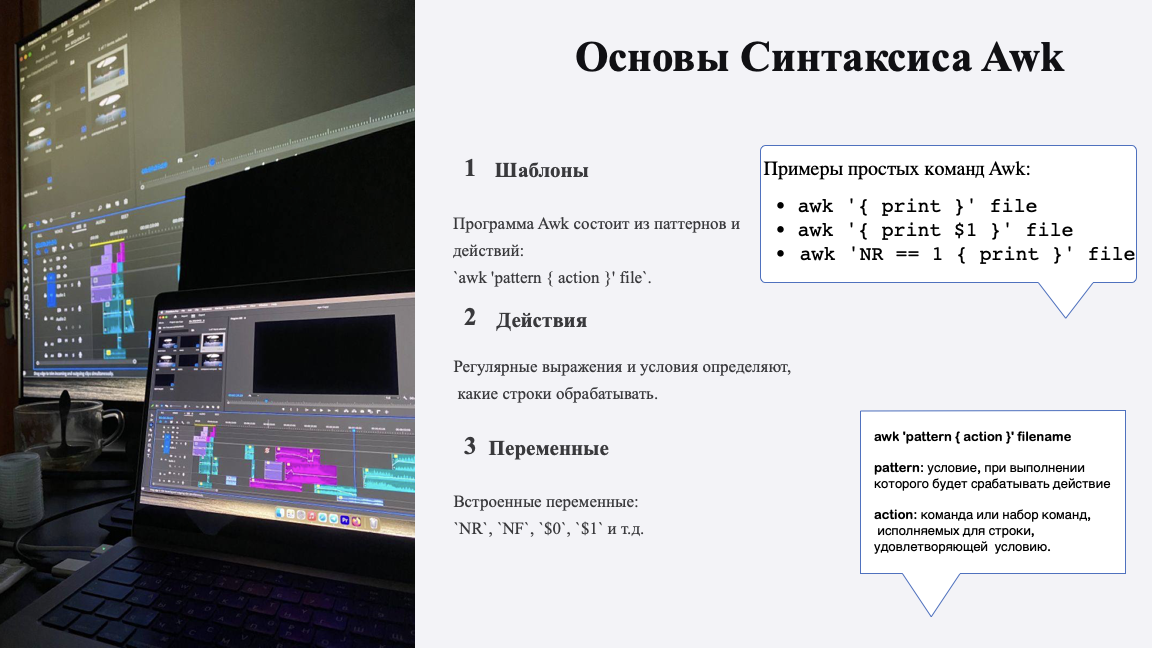 Основы Синтаксиса Awk
1 Шаблоны
Программа Awk состоит из паттернов и
действий:
`awk 'pattern { action }' file`.
2 Действия
Регулярные выражения и условия определяют,
какие строки обрабатывать.
3 Переменные
Встроенные переменные:
`NR`, `NF`, `$0`, `$1` и т.д.
Примеры простых команд Awk:
• awk '{ print }' file
• awk '{ print $1 }' file
• awk 'NR == 1 { print }' file
awk 'pattern { action }' filename
pattern: условие, при выполнении
которого будет срабатывать действие
action: команда или набор команд,
исполняемых для строки,
удовлетворяющей условию.